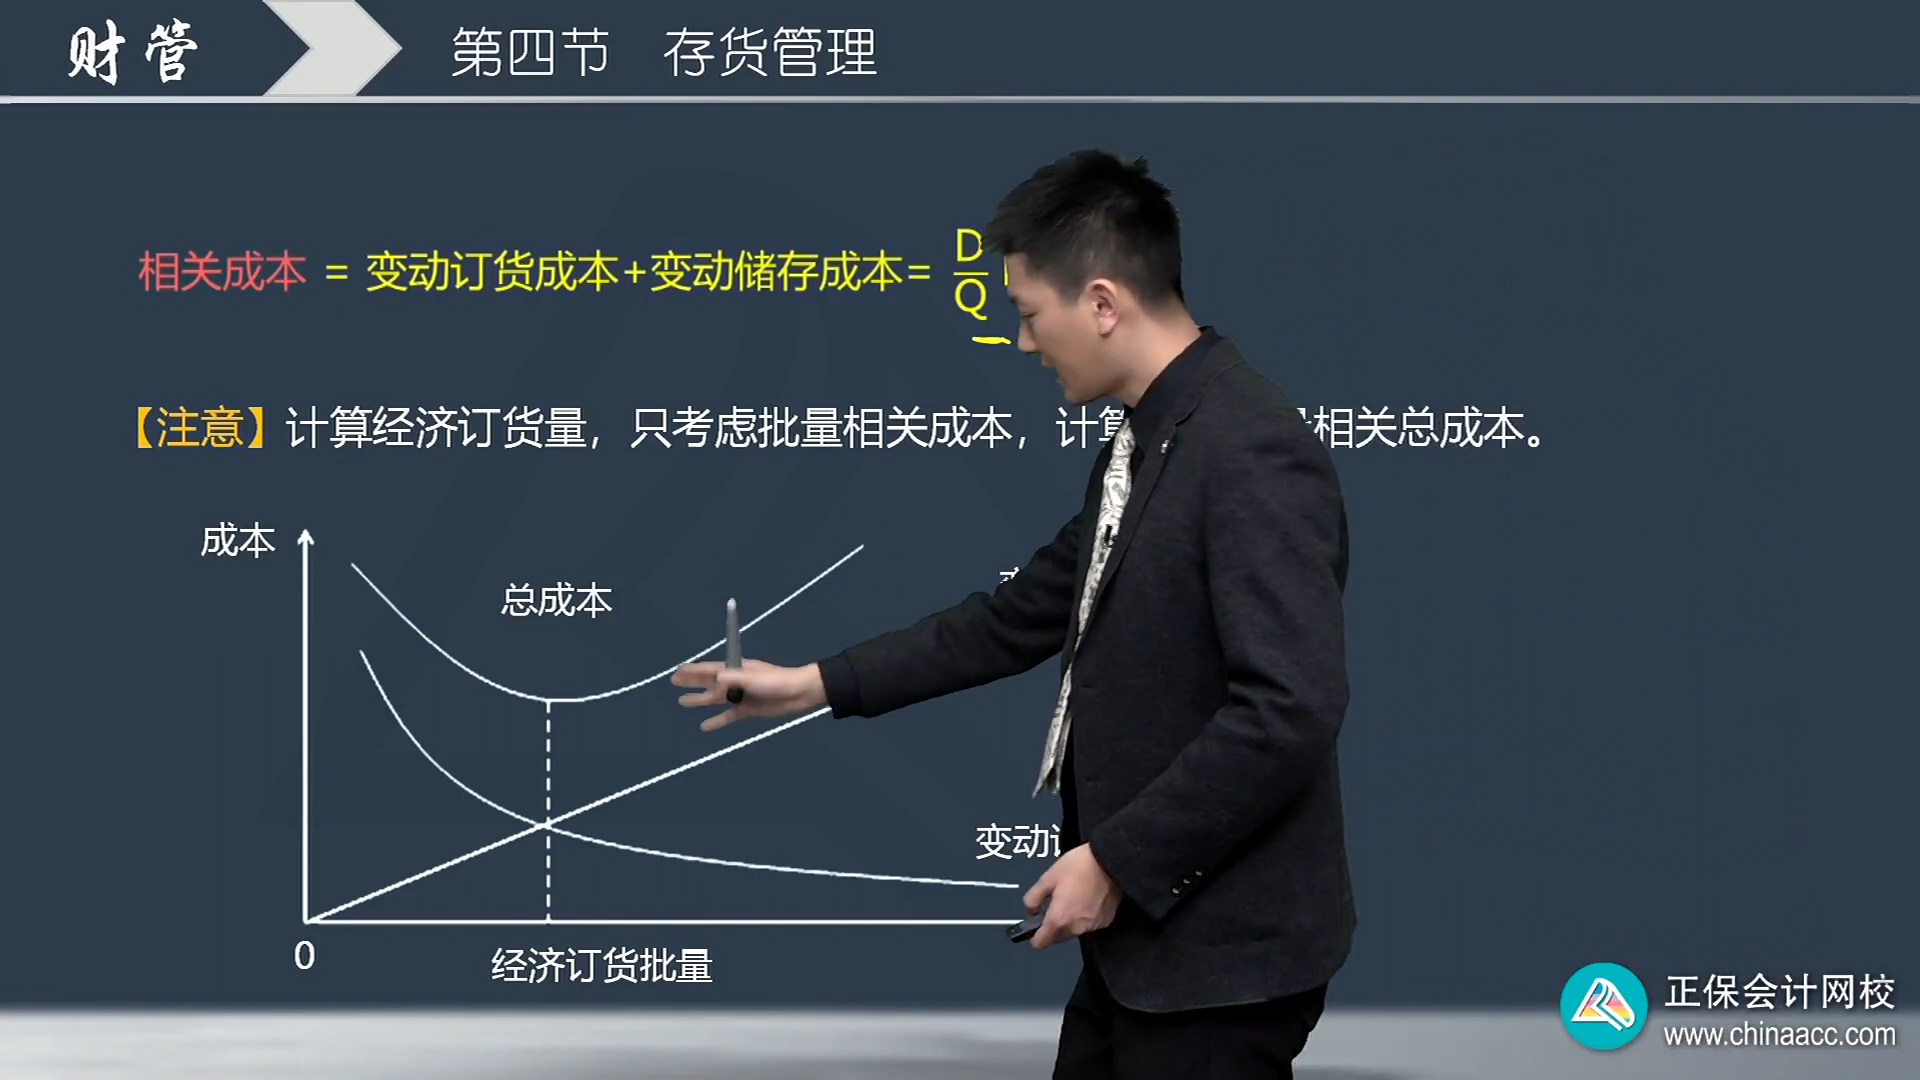 财管 第四节 存货管理
相关成本 = 变动订货成本+变动储存成本= D/Q
【注意】计算经济订货量，只考虑批量相关成本，计算 相关总成本。
成本
总成本
变动
0
经济订货批量
正保会计网校
www.chinaacc.com